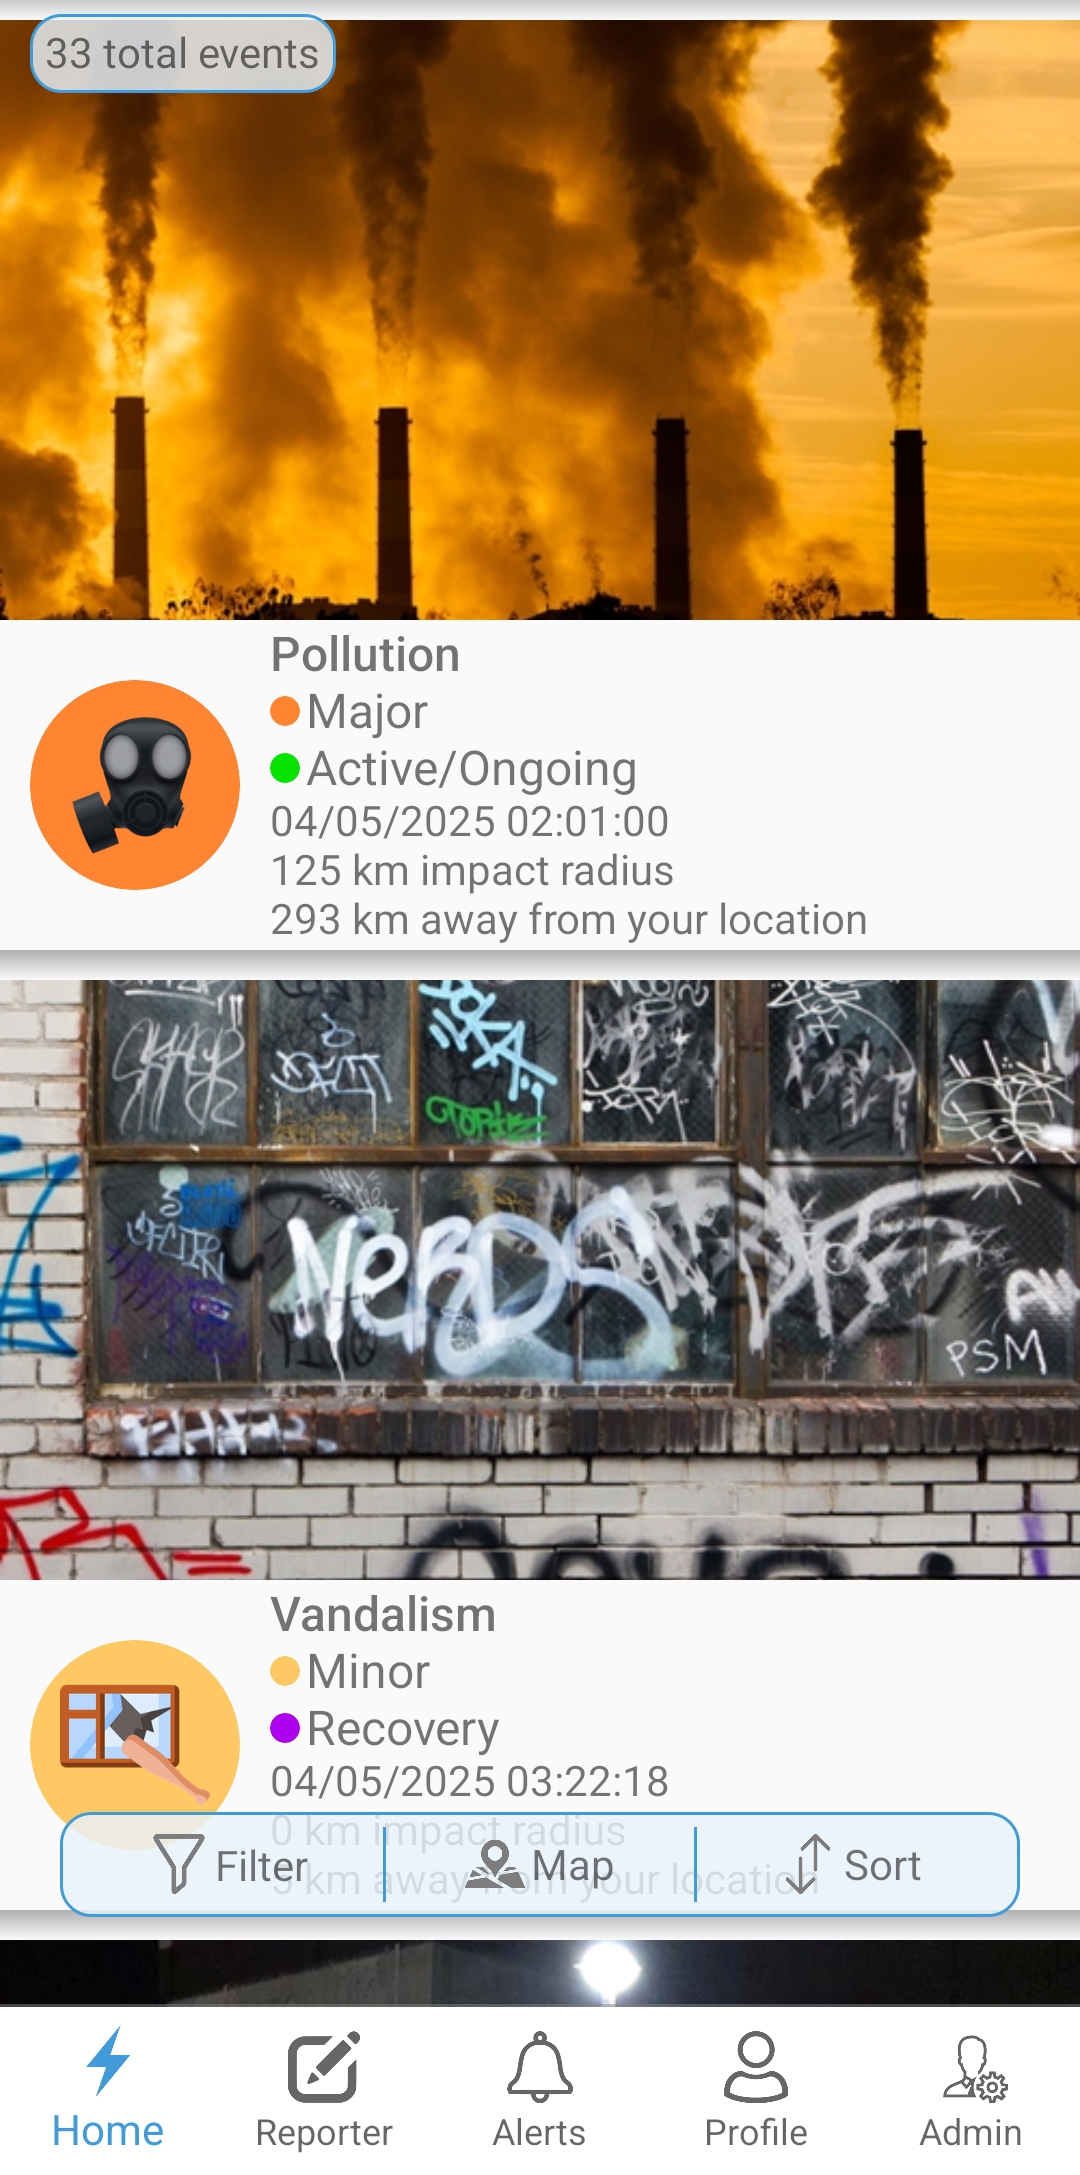 33 total events
Pollution
Major
Active/Ongoing
04/05/2025 02:01:00
125 km impact radius
293 km away from your location
NERDS
PSM
Vandalism
Minor
Recovery
04/05/2025 03:22:18
0 km impact radius
km away from your location
Filter
Map
Sort
Home
Reporter
Alerts
Profile
Admin